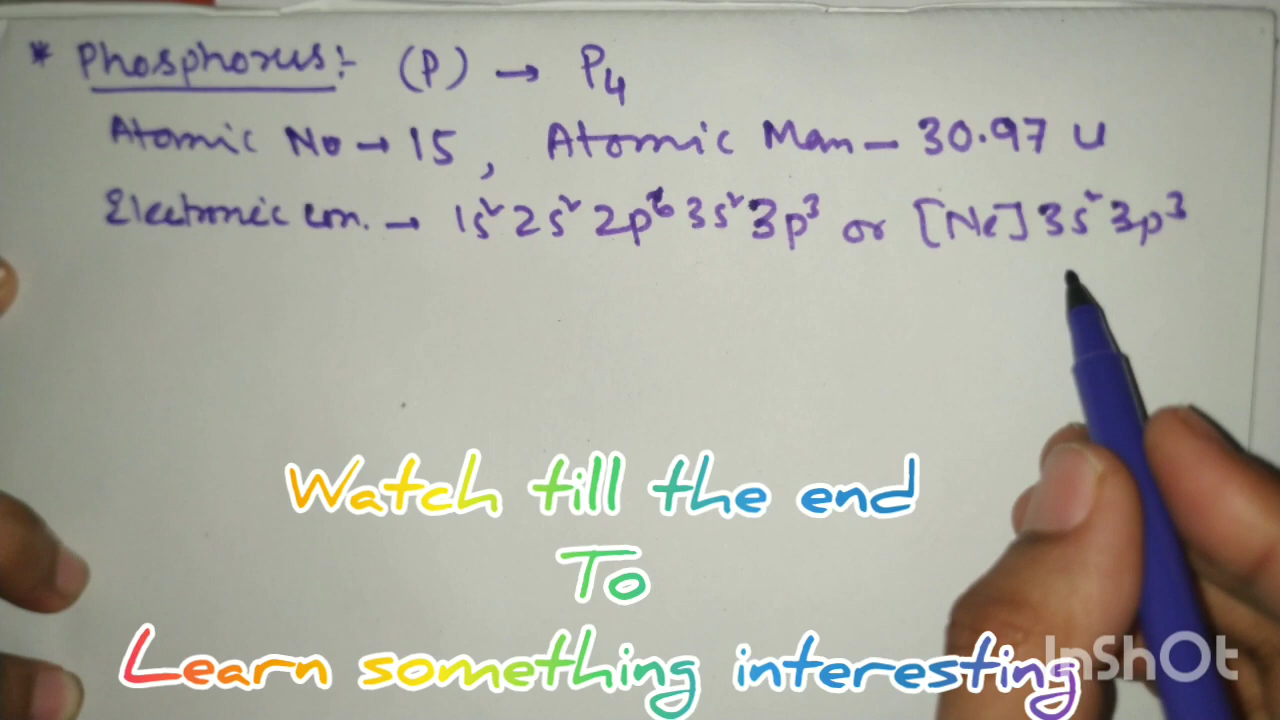 * Phosphorus:- (P) → P₄
Atomic No → 15, Atomic Mass – 30.97 u
Electronic con. → 1s² 2s² 2p⁶ 3s² 3p³ or [Ne] 3s² 3p³
Watch till the end
To
Learn something interesting
InShOt